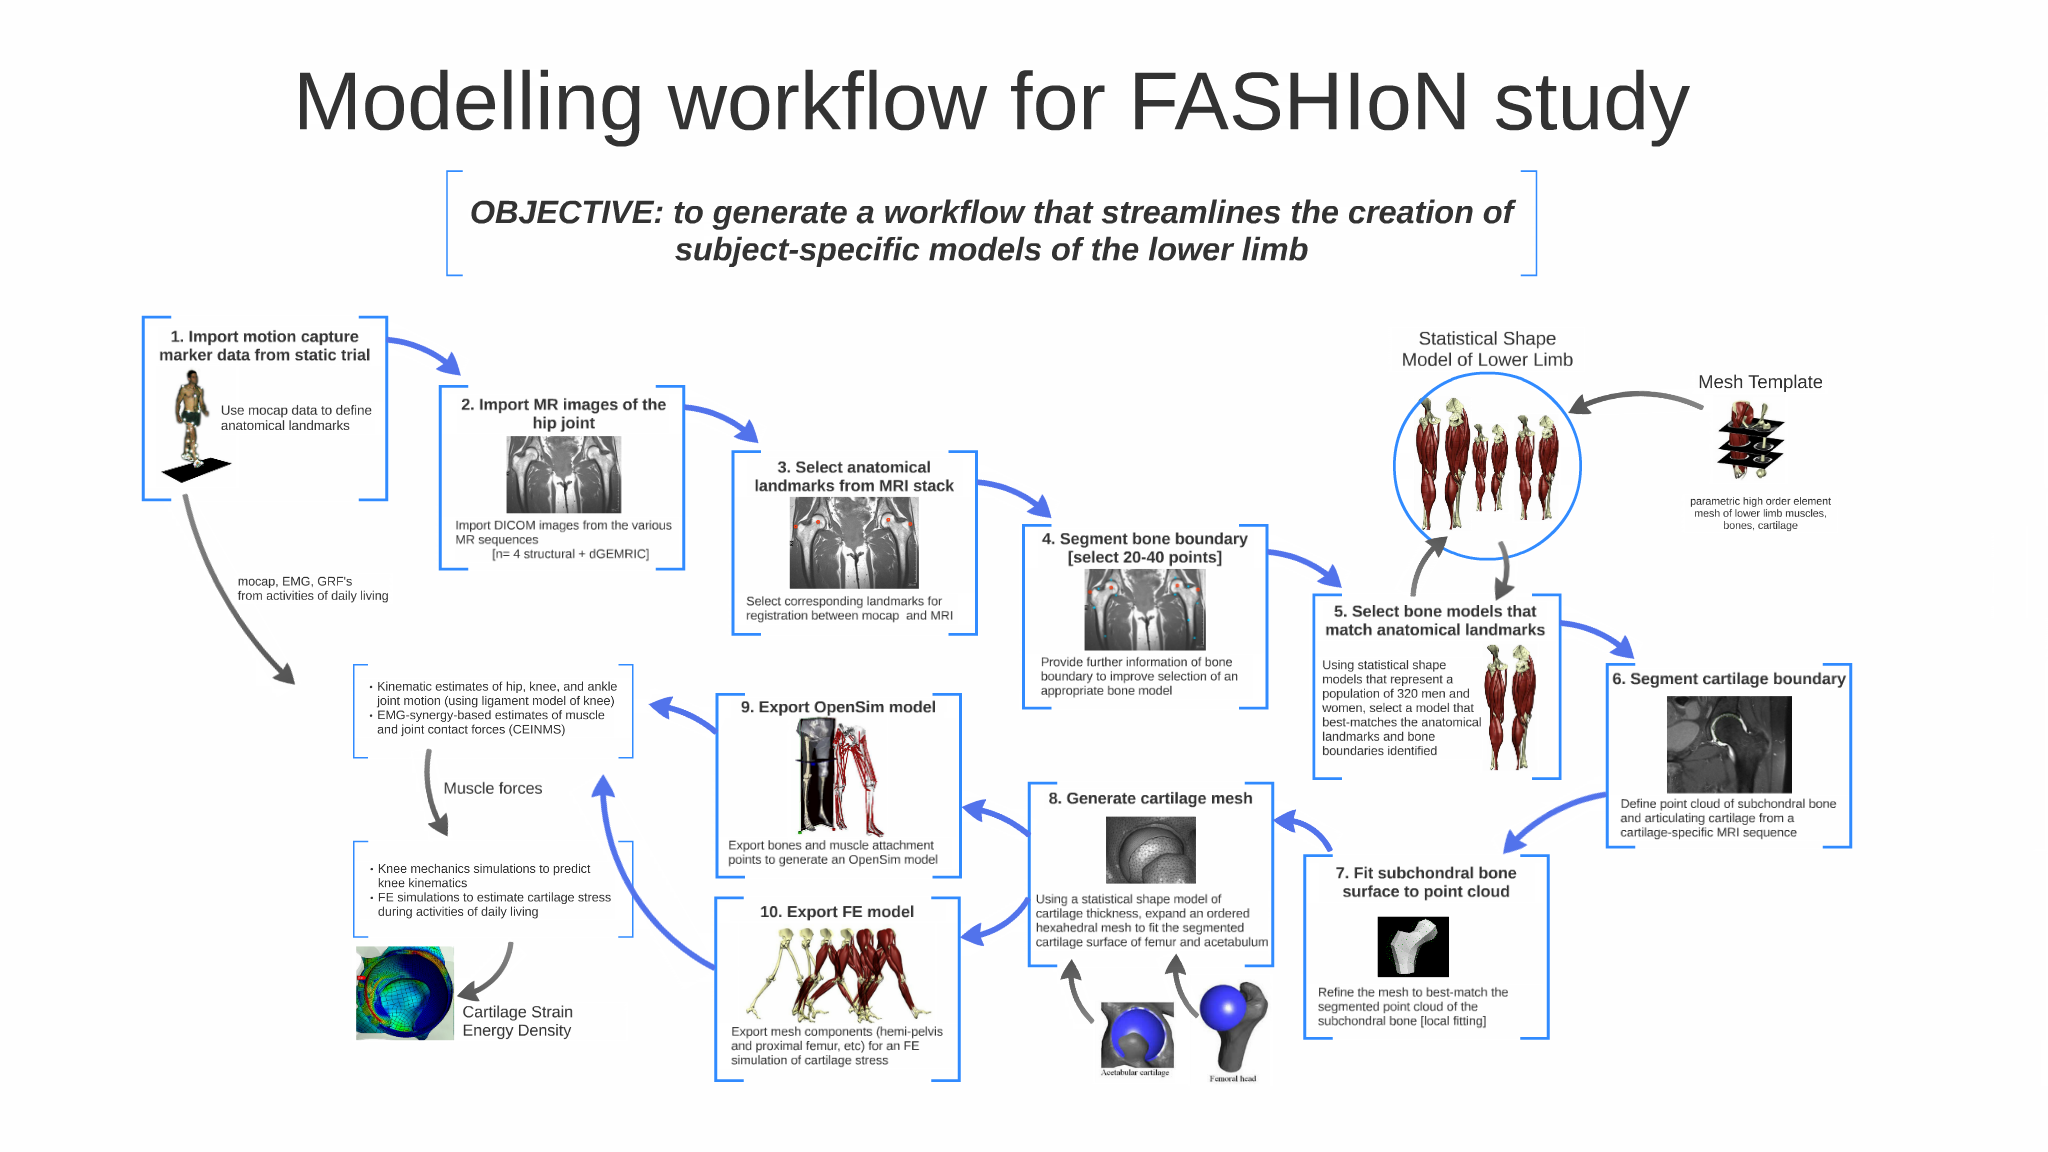 Modelling workflow for FASHIoN study
OBJECTIVE: to generate a workflow that streamlines the creation of
subject-specific models of the lower limb
1. Import motion capture
marker data from static trial
Use mocap data to define
anatomical landmarks
mocap, EMG, GRF's
from activities of daily living
2. Import MR images of the
hip joint
Import DICOM images from the various
MR sequences
[n= 4 structural + dGEMRIC]
3. Select anatomical
landmarks from MRI stack
Select corresponding landmarks for
registration between mocap and MRI
4. Segment bone boundary
[select 20-40 points]
Provide further information of bone
boundary to improve selection of an
appropriate bone model
Statistical Shape
Model of Lower Limb
Mesh Template
parametric high order element
mesh of lower limb muscles,
bones, cartilage
5. Select bone models that
match anatomical landmarks
Using statistical shape
models that represent a
population of 320 men and
women, select a model that
best-matches the anatomical
landmarks and bone
boundaries identified
6. Segment cartilage boundary
Define point cloud of subchondral bone
and articulating cartilage from a
cartilage-specific MRI sequence
7. Fit subchondral bone
surface to point cloud
Refine the mesh to best-match the
segmented point cloud of the
subchondral bone [local fitting]
8. Generate cartilage mesh
Using a statistical shape model of
cartilage thickness, expand an ordered
hexahedral mesh to fit the segmented
cartilage surface of femur and acetabulum
Acetabular cartilage
Femoral head
9. Export OpenSim model
Export bones and muscle attachment
points to generate an OpenSim model
10. Export FE model
Export mesh components (hemi-pelvis
and proximal femur, etc) for an FE
simulation of cartilage stress
• Kinematic estimates of hip, knee, and ankle
joint motion (using ligament model of knee)
• EMG-synergy-based estimates of muscle
and joint contact forces (CEINMS)
Muscle forces
• Knee mechanics simulations to predict
knee kinematics
• FE simulations to estimate cartilage stress
during activities of daily living
Cartilage Strain
Energy Density